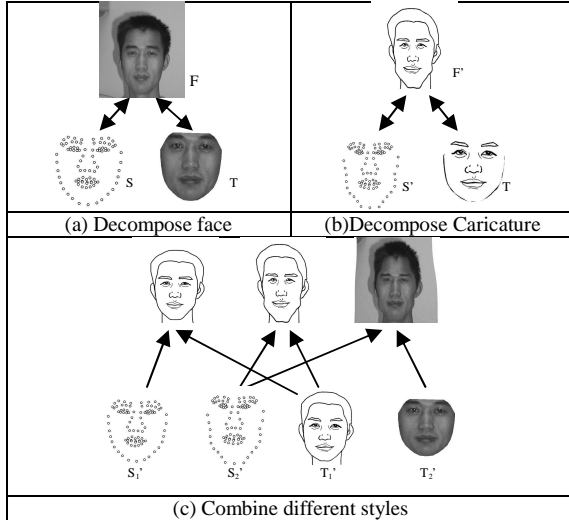 F
S
T
(a) Decompose face
F'
S'
T
(b)Decompose Caricature
S₁'
S₂'
T₁'
T₂'
(c) Combine different styles